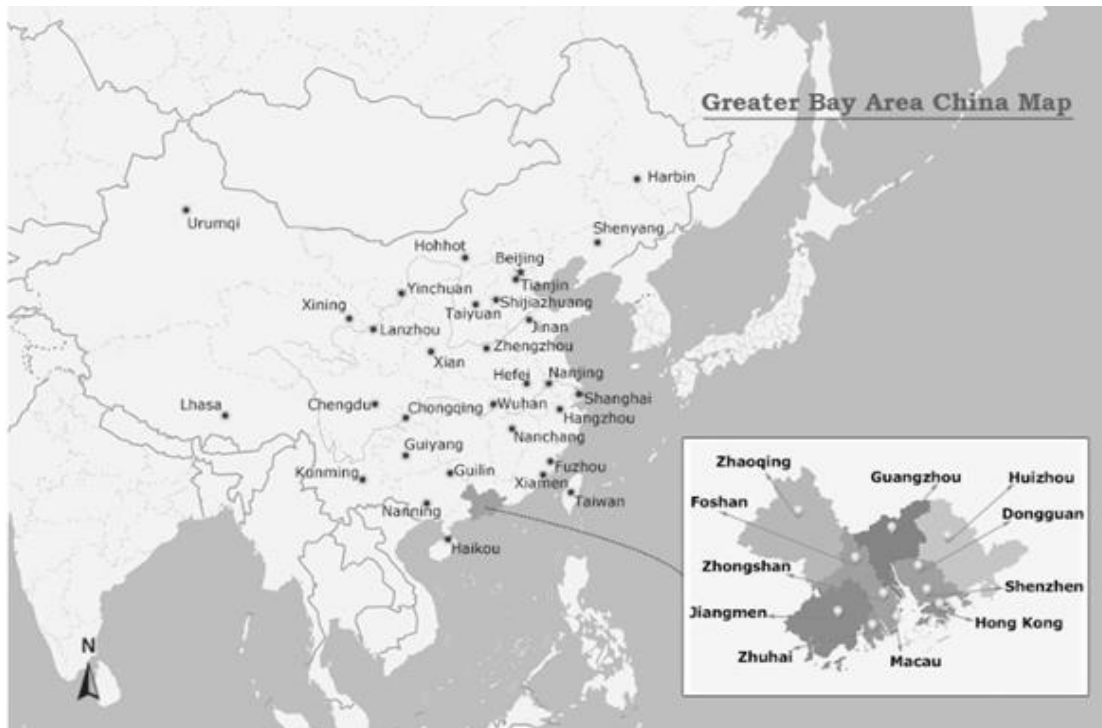 Greater Bay Area China Map
Harbin
Urumqi
Shenyang
Hohhot
Beijing
Tianjin
Yinchuan
Shijiazhuang
Xining
Taiyuan
Jinan
Lanzhou
Zhengzhou
Xian
Hefei
Nanjing
Shanghai
Lhasa
Chengdu
Chongqing
Wuhan
Hangzhou
Nanchang
Guiyang
Konming
Guilin
Fuzhou
Xiamen
Taiwan
Nanning
Haikou
N
Zhaoqing
Guangzhou
Huizhou
Foshan
Dongguan
Zhongshan
Shenzhen
Jiangmen
Hong Kong
Zhuhai
Macau